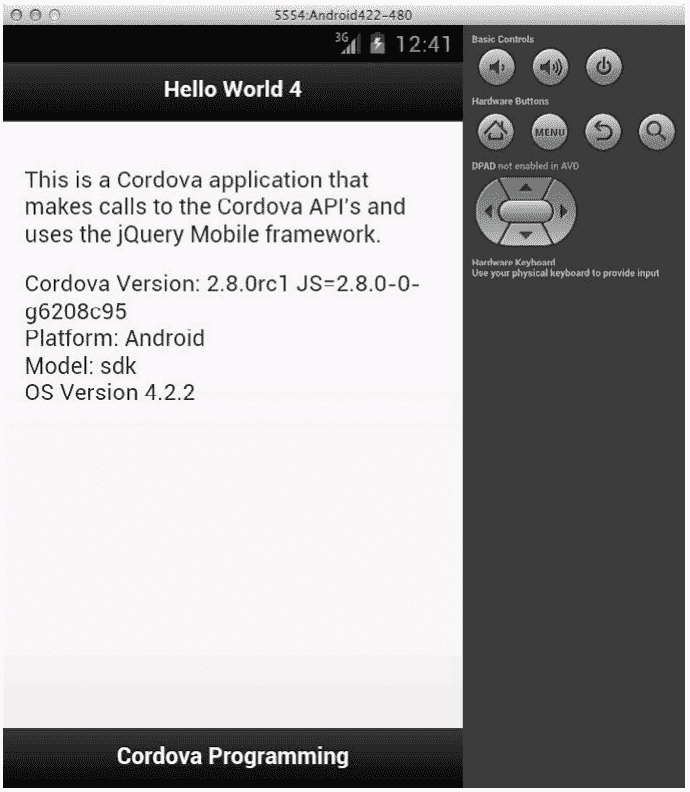 5554:Android422-480
3G 12:41
Hello World 4
This is a Cordova application that
makes calls to the Cordova API's and
uses the jQuery Mobile framework.
Cordova Version: 2.8.0rc1 JS=2.8.0-0-
g6208c95
Platform: Android
Model: sdk
OS Version 4.2.2
Cordova Programming
Basic Controls
Hardware Buttons
MENU
DPAD not enabled in AVD
Hardware Keyboard
Use your physical keyboard to provide input